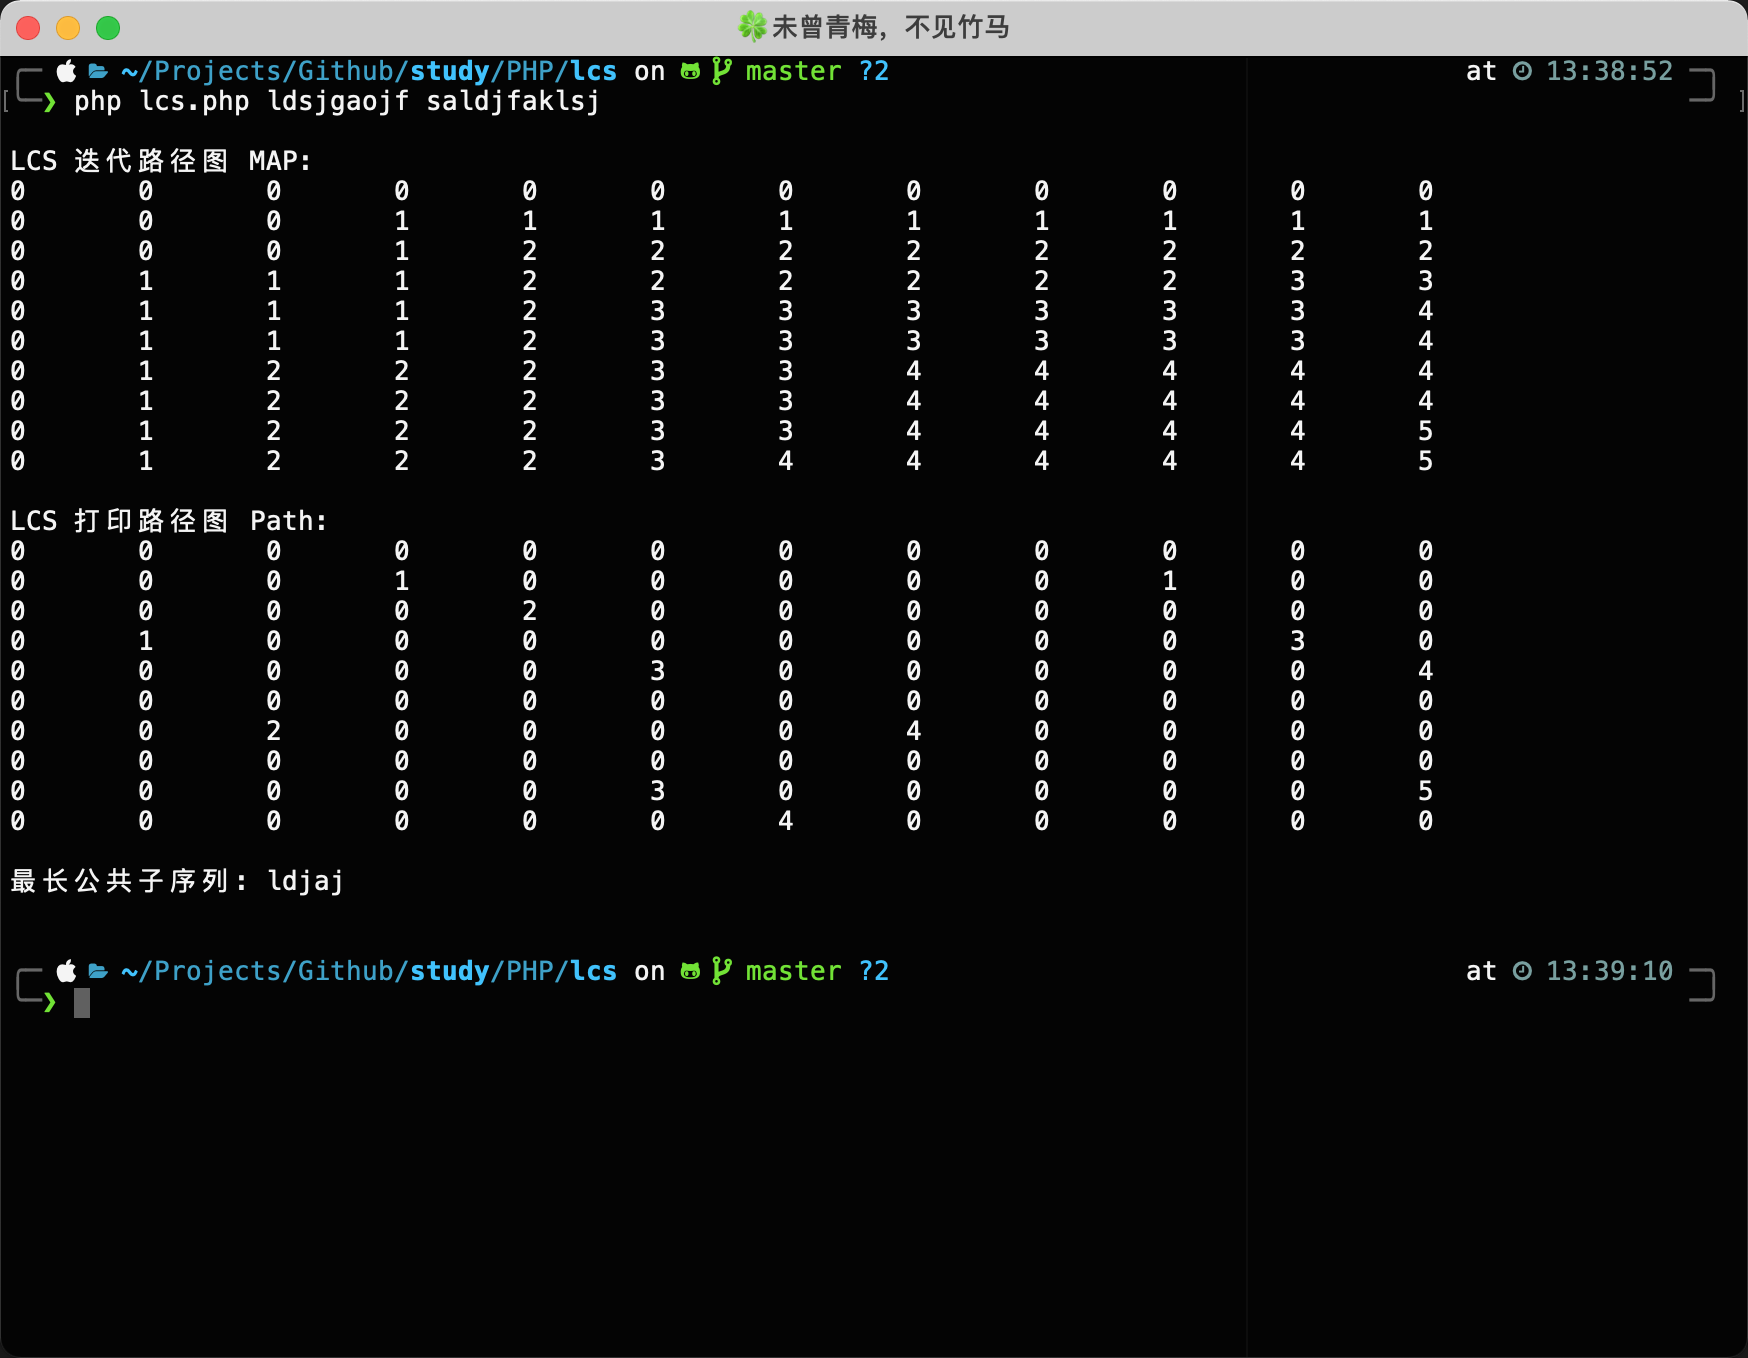 🍀未曾青梅，不见竹马
~/Projects/Github/study/PHP/lcs on master ?2 at 13:38:52
❯ php lcs.php ldsjgaojf saldjfaklsj
LCS 迭代路径图 MAP:
0 0 0 0 0 0 0 0 0 0 0 0
0 0 0 1 1 1 1 1 1 1 1 1
0 0 0 1 2 2 2 2 2 2 2 2
0 1 1 1 2 2 2 2 2 2 3 3
0 1 1 1 2 3 3 3 3 3 3 4
0 1 1 1 2 3 3 3 3 3 3 4
0 1 2 2 2 3 3 4 4 4 4 4
0 1 2 2 2 3 3 4 4 4 4 4
0 1 2 2 2 3 3 4 4 4 4 5
0 1 2 2 2 3 4 4 4 4 4 5
LCS 打印路径图 Path:
0 0 0 0 0 0 0 0 0 0 0 0
0 0 0 1 0 0 0 0 0 1 0 0
0 0 0 0 2 0 0 0 0 0 0 0
0 1 0 0 0 0 0 0 0 0 3 0
0 0 0 0 0 3 0 0 0 0 0 4
0 0 0 0 0 0 0 0 0 0 0 0
0 0 2 0 0 0 0 4 0 0 0 0
0 0 0 0 0 0 0 0 0 0 0 0
0 0 0 0 0 3 0 0 0 0 0 5
0 0 0 0 0 0 4 0 0 0 0 0
最长公共子序列: ldjaj
~/Projects/Github/study/PHP/lcs on master ?2 at 13:39:10
❯